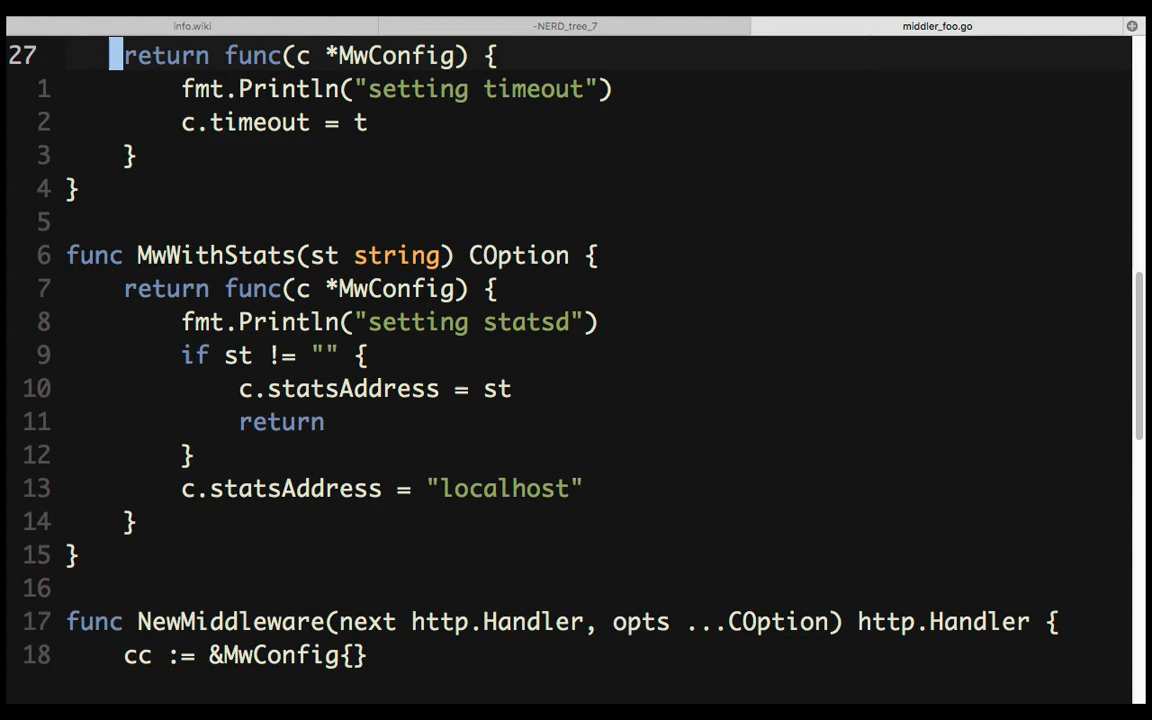 info.wiki -NERD_tree_7 middler_foo.go
27 return func(c *MwConfig) {
1 fmt.Println("setting timeout")
2 c.timeout = t
3 }
4 }
5
6 func MwWithStats(st string) COption {
7 return func(c *MwConfig) {
8 fmt.Println("setting statsd")
9 if st != "" {
10 c.statsAddress = st
11 return
12 }
13 c.statsAddress = "localhost"
14 }
15 }
16
17 func NewMiddleware(next http.Handler, opts ...COption) http.Handler {
18 cc := &MwConfig{}